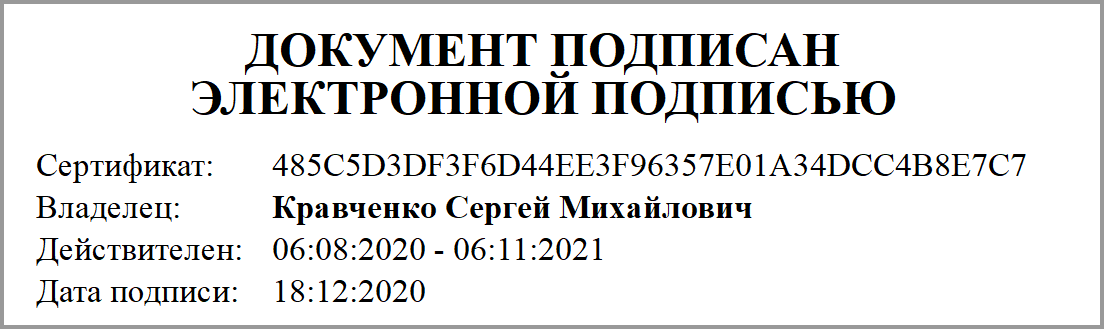 ДОКУМЕНТ ПОДПИСАН
ЭЛЕКТРОННОЙ ПОДПИСЬЮ
Сертификат: 485C5D3DF3F6D44EE3F96357E01A34DCC4B8E7C7
Владелец: Кравченко Сергей Михайлович
Действителен: 06:08:2020 - 06:11:2021
Дата подписи: 18:12:2020